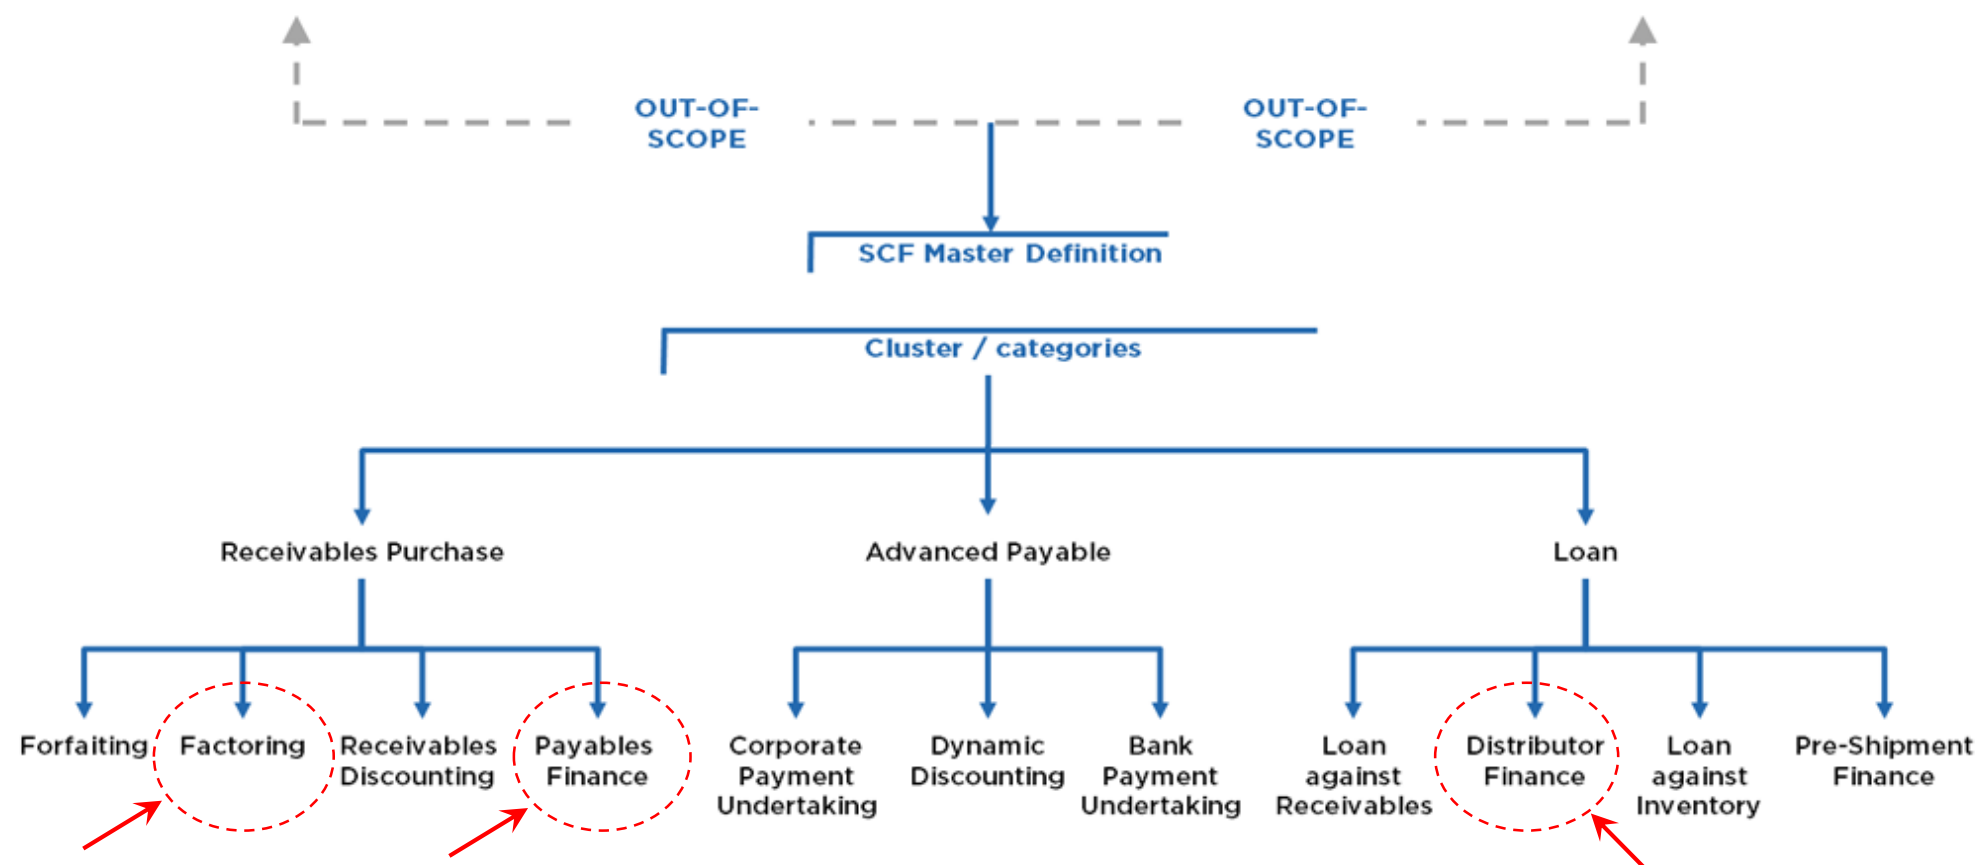 OUT-OF-
SCOPE
OUT-OF-
SCOPE
SCF Master Definition
Cluster / categories
Receivables Purchase
Advanced Payable
Loan
Forfaiting
Factoring
Receivables
Discounting
Payables
Finance
Corporate
Payment
Undertaking
Dynamic
Discounting
Bank
Payment
Undertaking
Loan
against
Receivables
Distributor
Finance
Loan
against
Inventory
Pre-Shipment
Finance